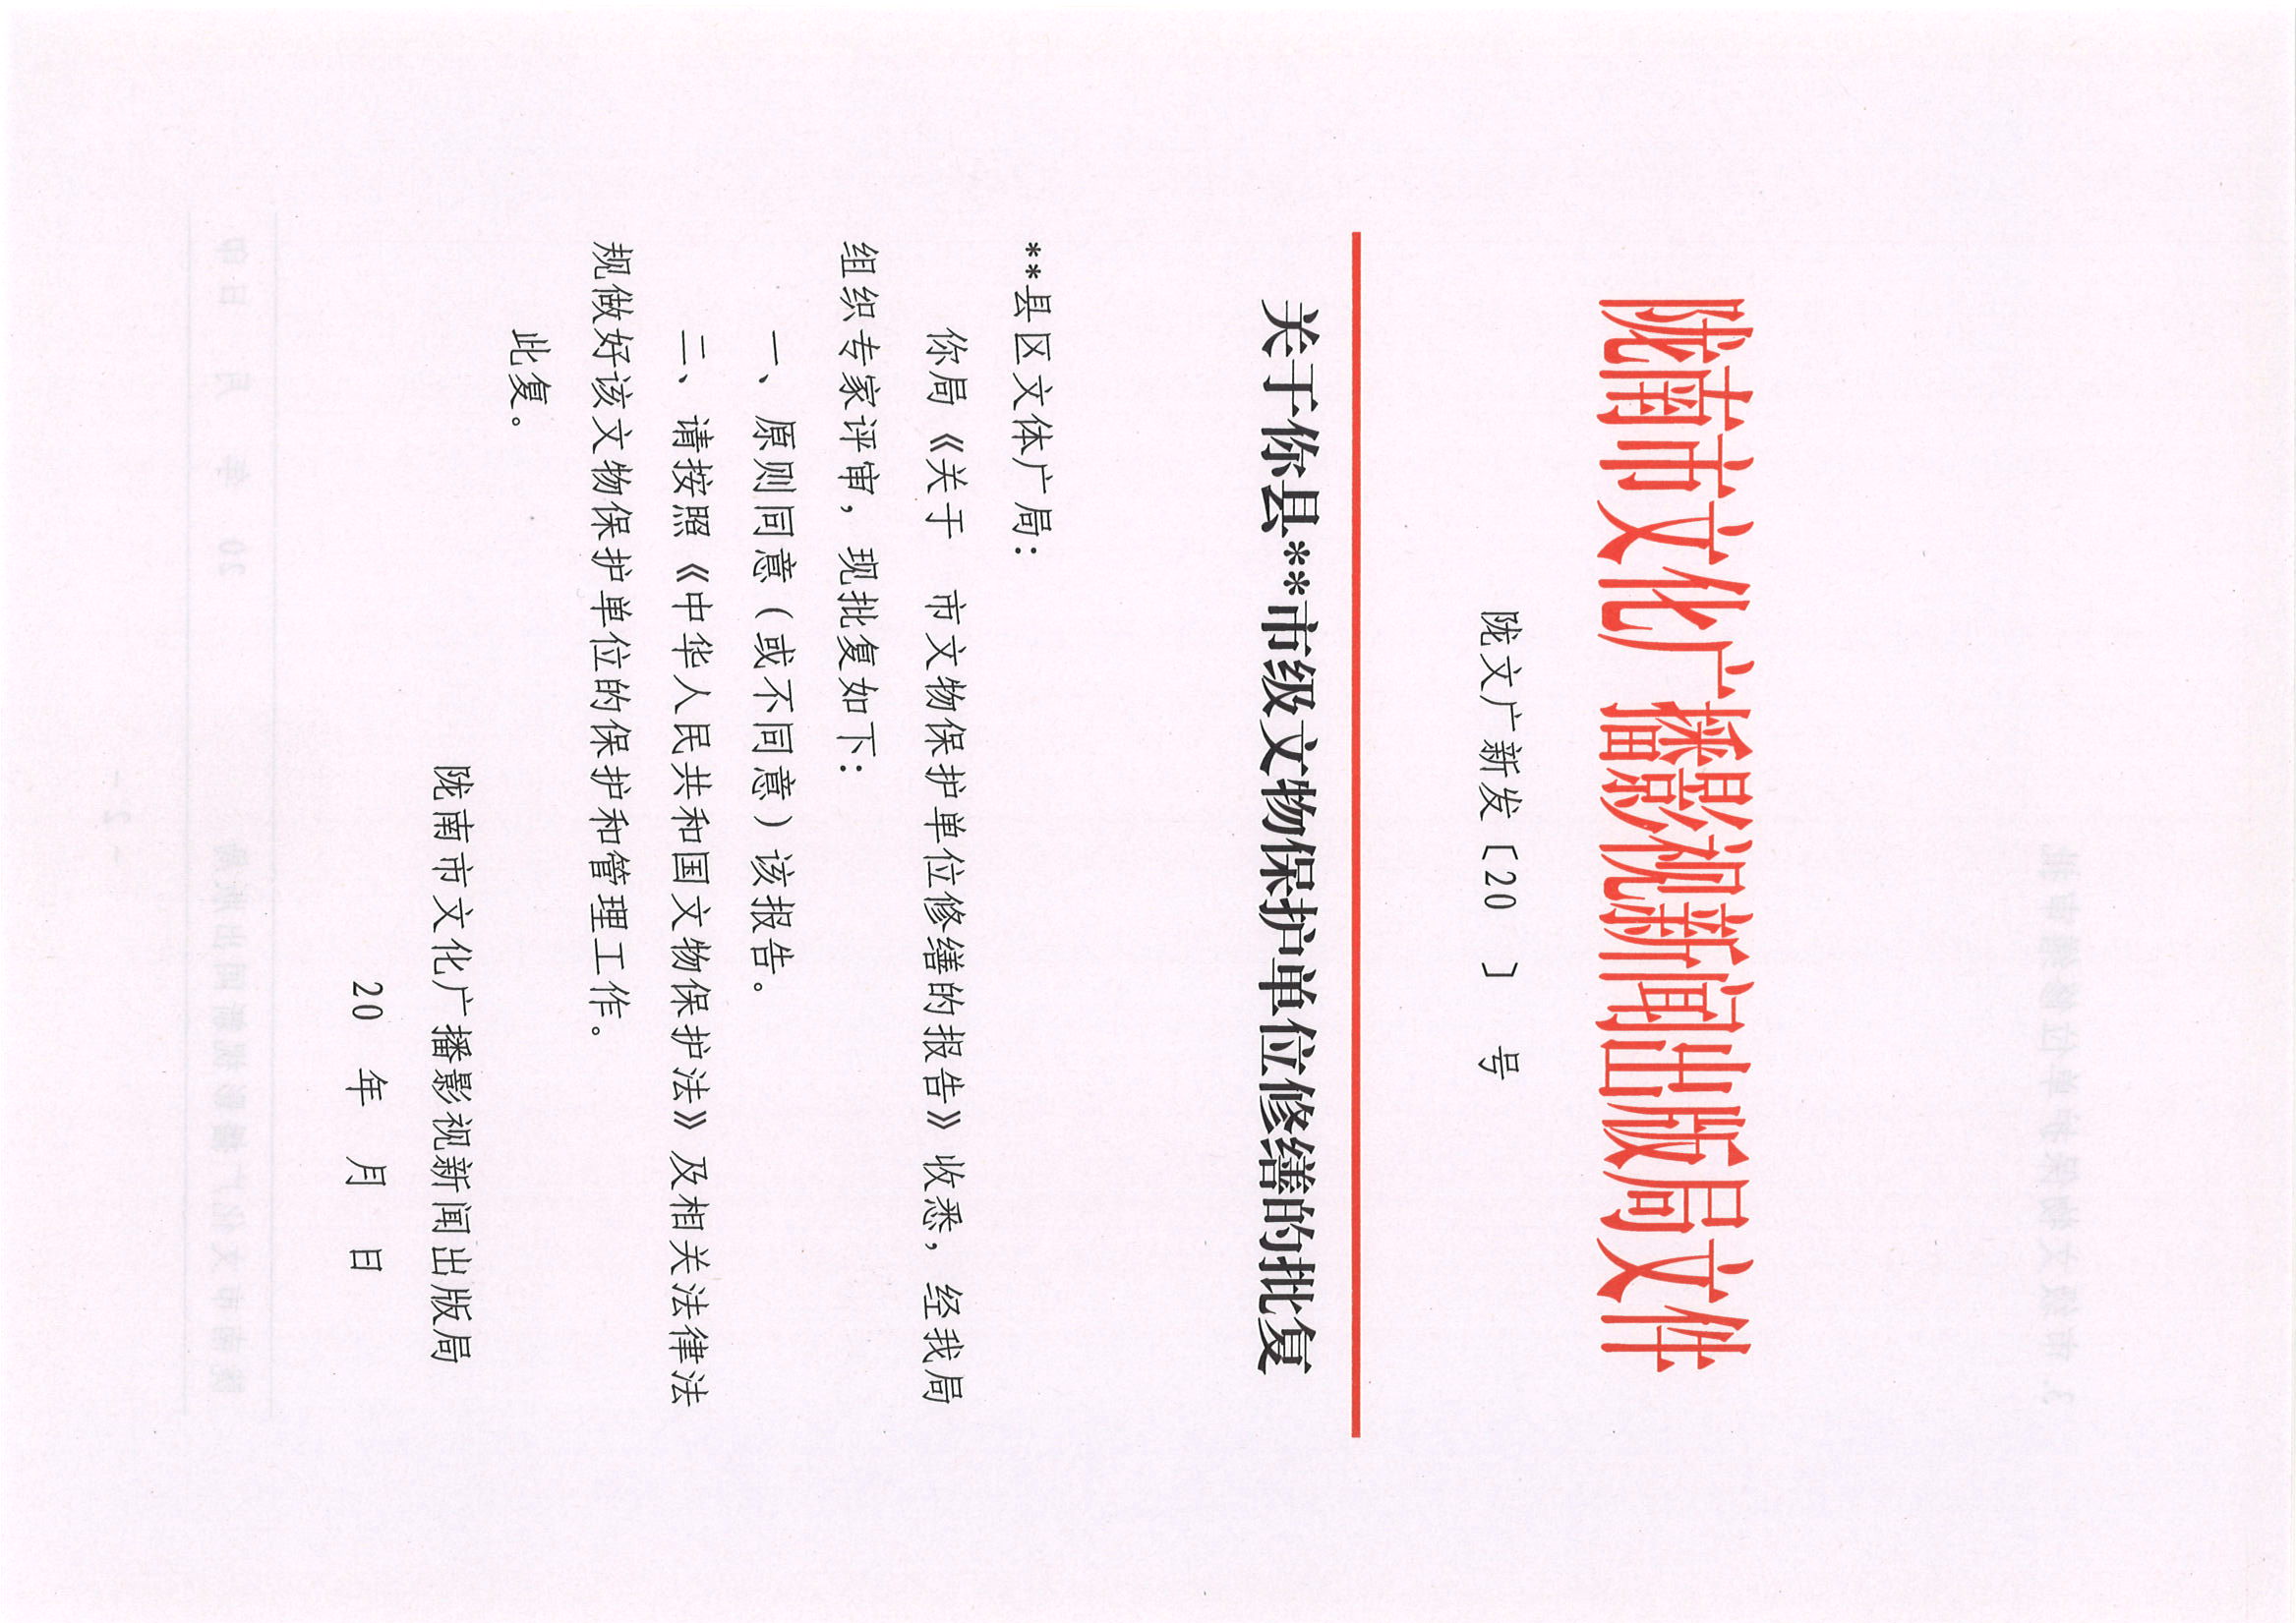 陇南市文化广播影视新闻出版局文件
陇文广新发〔20　〕　号
关于你县**市级文物保护单位修缮的批复
**县区文体广局：
你局《关于　市文物保护单位修缮的报告》收悉，经我局
组织专家评审，现批复如下：
一、原则同意（或不同意）该报告。
二、请按照《中华人民共和国文物保护法》及相关法律法
规做好该文物保护单位的保护和管理工作。
此复。
陇南市文化广播影视新闻出版局
20　年　月　日